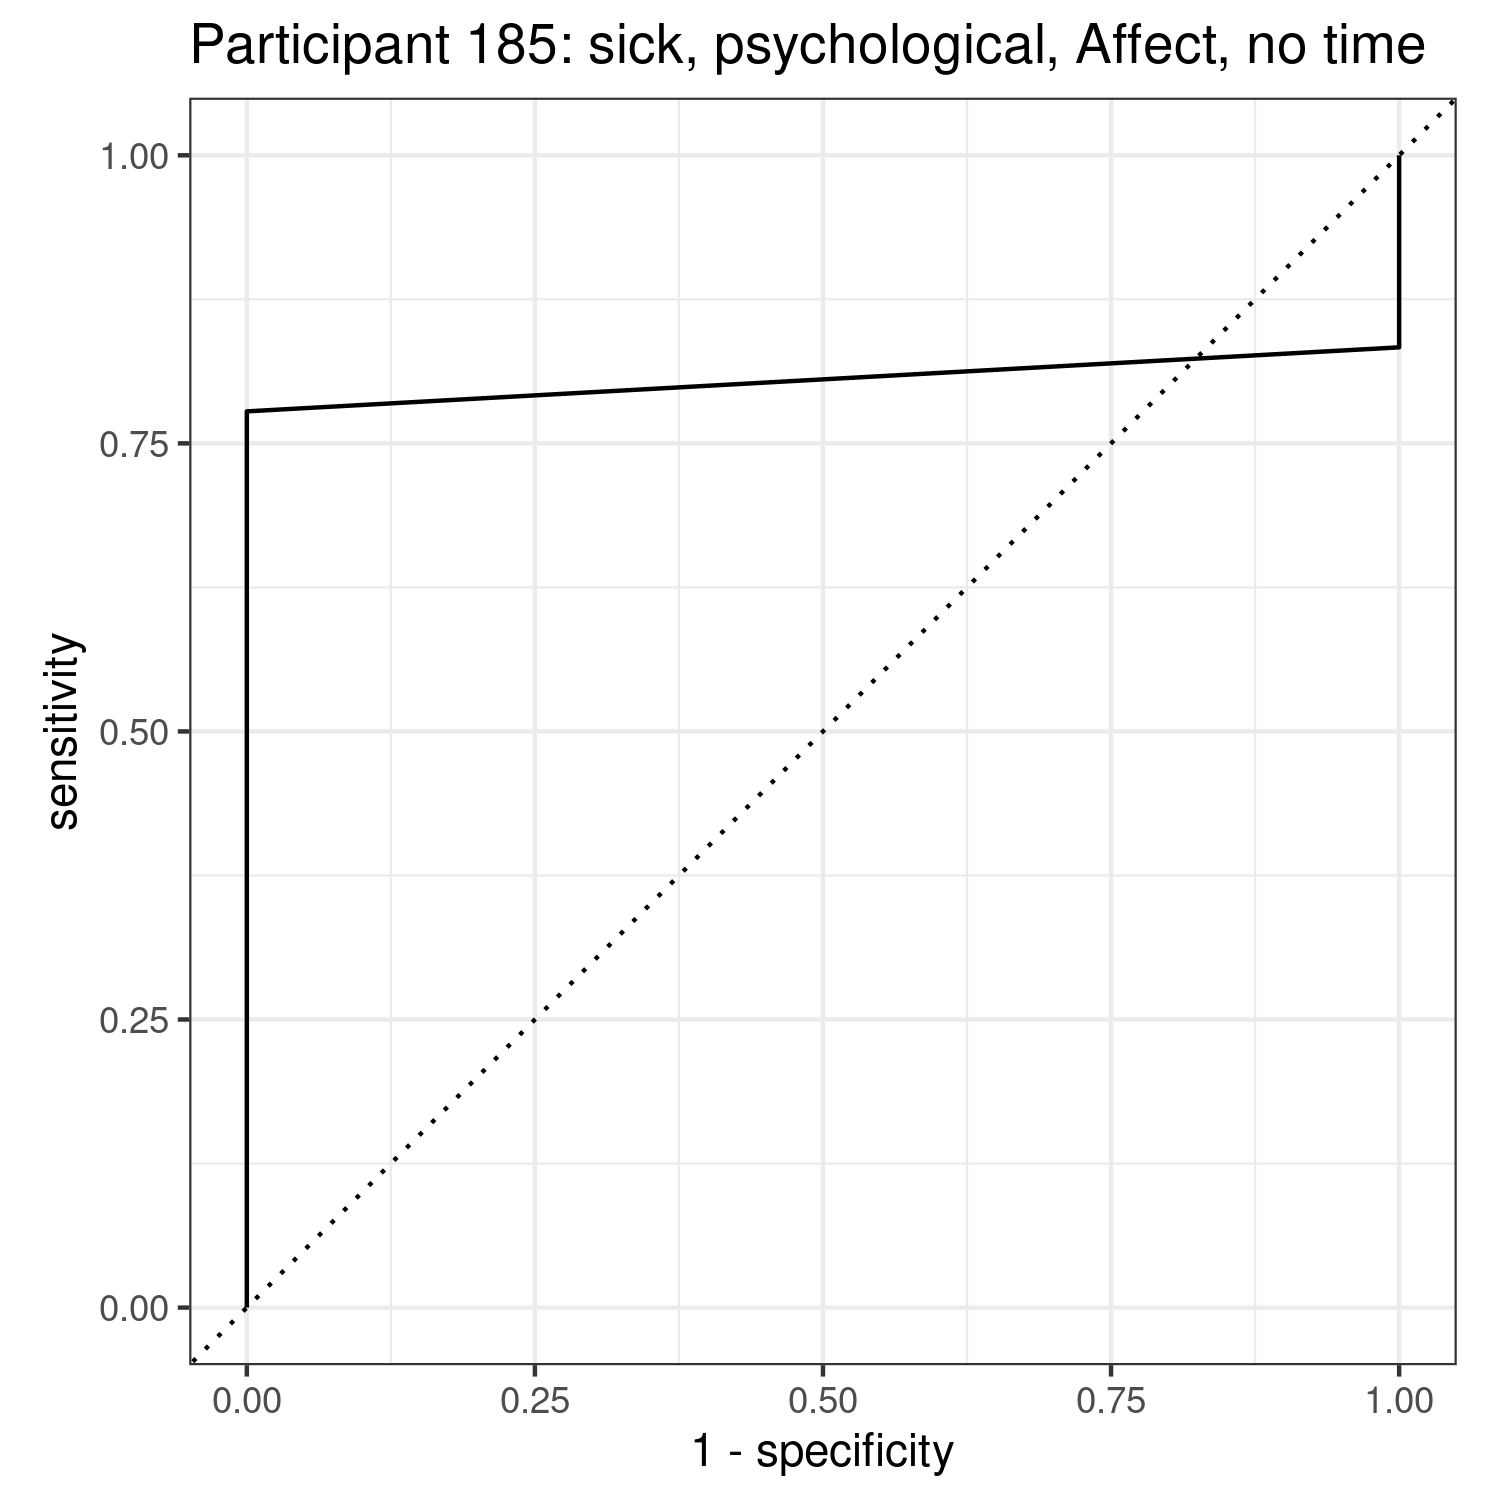 Participant 185: sick, psychological, Affect, no time
1.00
0.75
0.50
0.25
0.00
sensitivity
0.00 0.25 0.50 0.75 1.00
1 - specificity